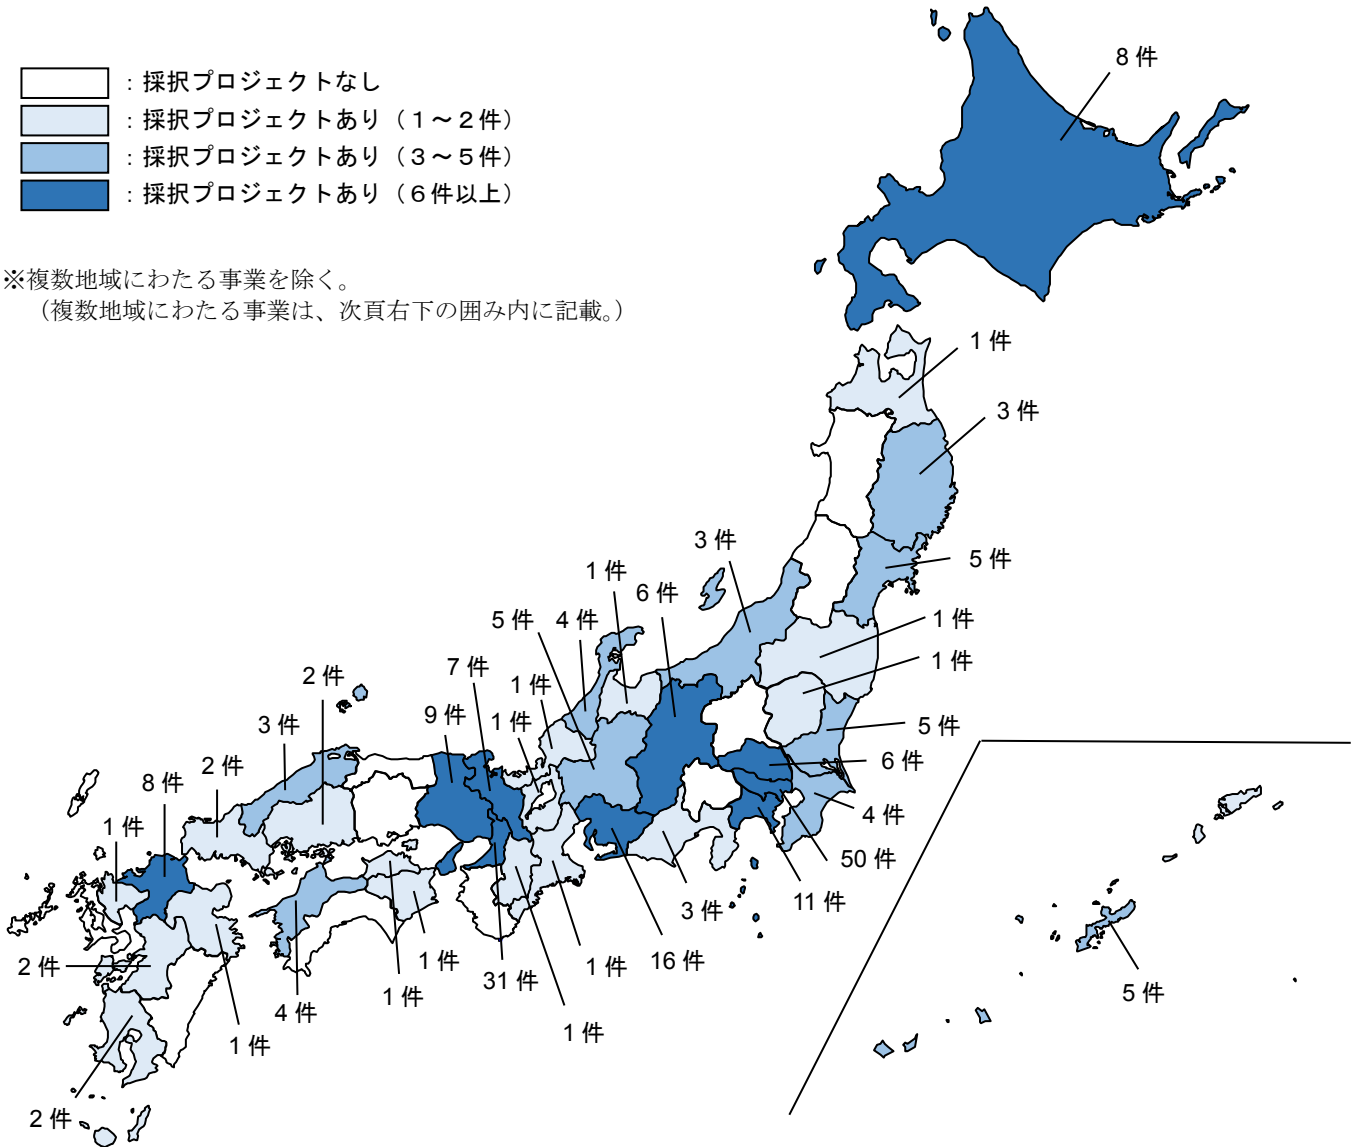 ：採択プロジェクトなし
：採択プロジェクトあり（１～２件）
：採択プロジェクトあり（３～５件）
：採択プロジェクトあり（６件以上）
※複数地域にわたる事業を除く。
（複数地域にわたる事業は、次頁右下の囲み内に記載。）
8 件
1 件
3 件
5 件
3 件
1 件
6 件
4 件
5 件
1 件
1 件
7 件
2 件
1 件
9 件
1 件
3 件
5 件
6 件
2 件
8 件
4 件
1 件
50 件
11 件
3 件
16 件
1 件
31 件
1 件
1 件
1 件
4 件
2 件
1 件
2 件
5 件